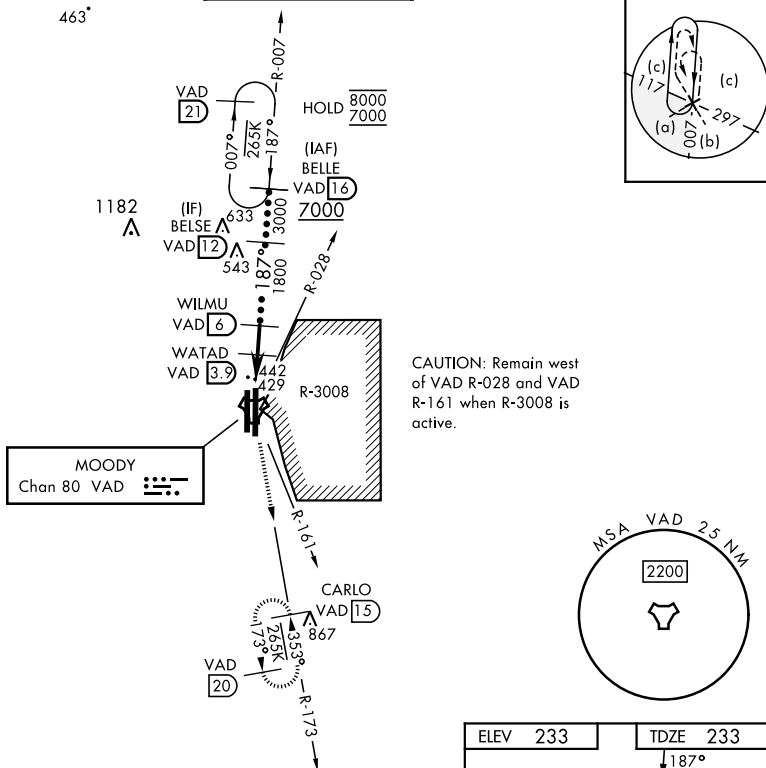 463
R-007
VAD
21
HOLD 8000
7000
007°
265K
187°
(IAF)
BELLE
VAD 16
7000
3000
1182
(IF)
BELSE 633
VAD 12
543
187°
1800
R-028
WILMU
VAD 6
WATAD
VAD 3.9
442
429
R-3008
CAUTION: Remain west
of VAD R-028 and VAD
R-161 when R-3008 is
active.
MOODY
Chan 80 VAD
R-161
CARLO
VAD 15
867
173°
265K
353°
VAD
20
R-173
(c)
(c)
117
297
(a)
007
(b)
MSA VAD 25 NM
2200
ELEV 233
TDZE 233
187°